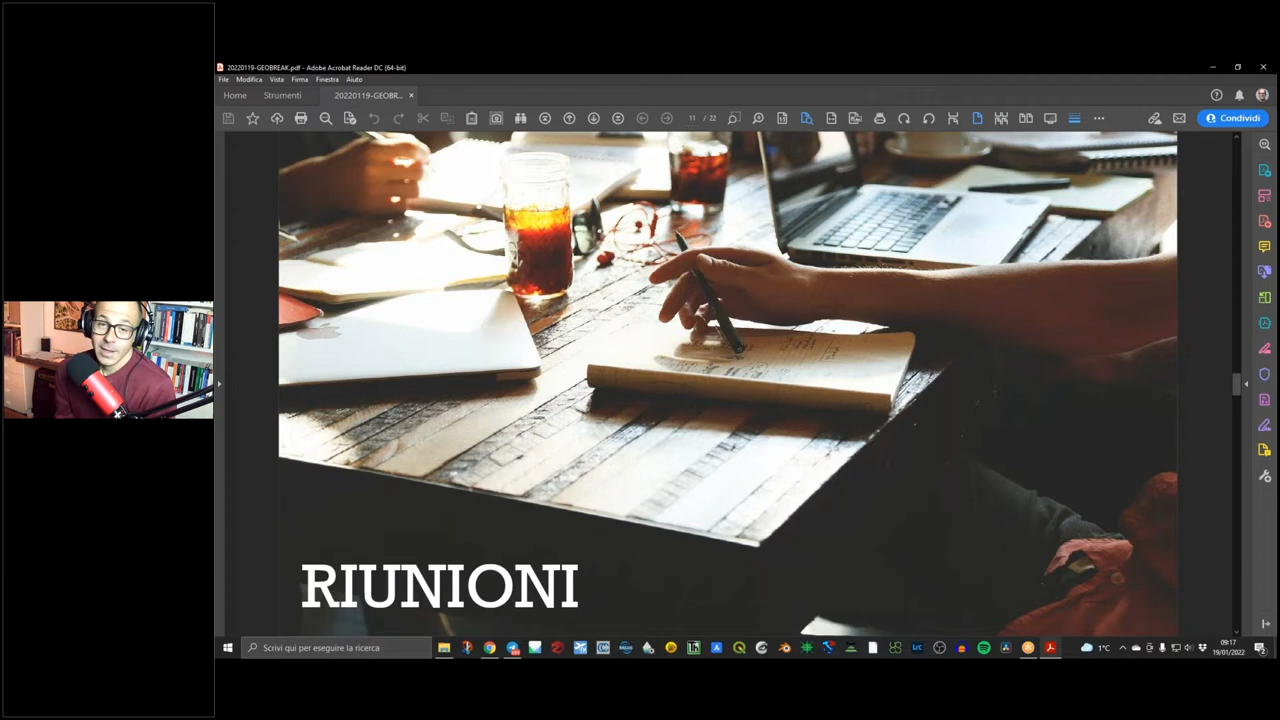 20220119-GEOBREAK.pdf - Adobe Acrobat Reader DC (64-bit)
File Modifica Vista Firma Finestra Aiuto
Home Strumenti 20220119-GEOBR... ×
11 / 22
Condividi
RIUNIONI
Scrivi qui per eseguire la ricerca
1°C
09:17
19/01/2022